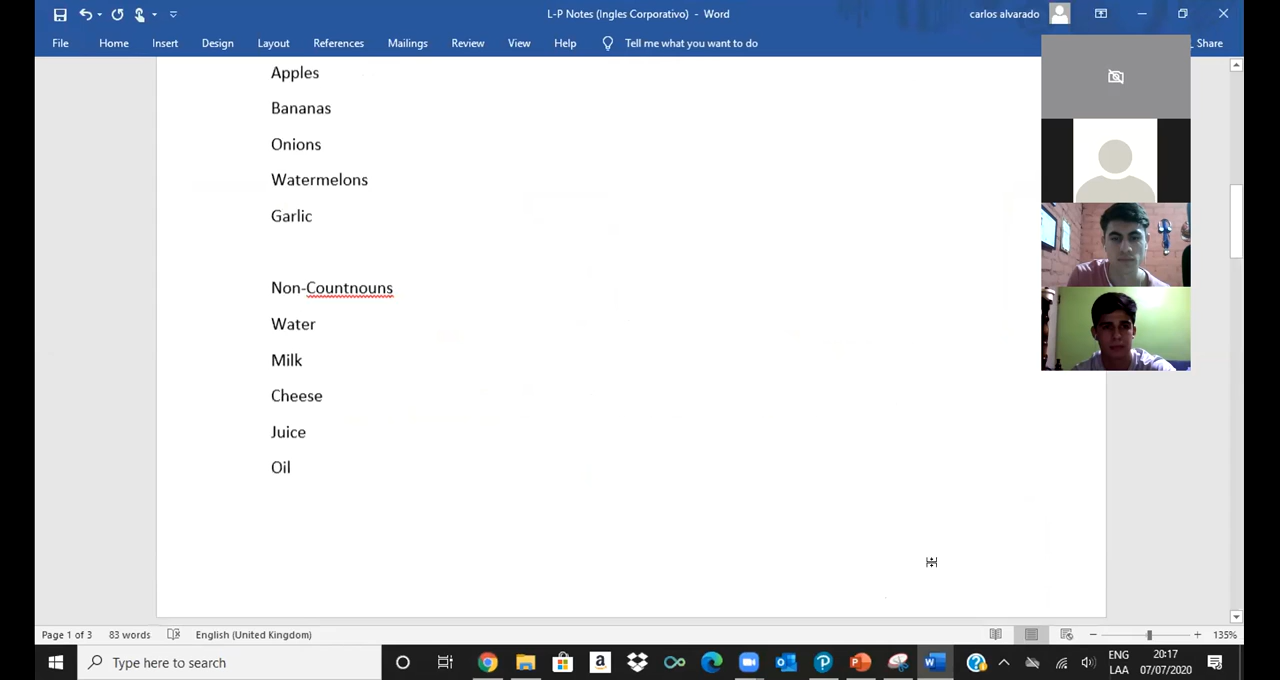 L-P Notes (Ingles Corporativo) - Word
carlos alvarado
File Home Insert Design Layout References Mailings Review View Help Tell me what you want to do Share
Apples
Bananas
Onions
Watermelons
Garlic
Non-Countnouns
Water
Milk
Cheese
Juice
Oil
Page 1 of 3 83 words English (United Kingdom) 135%
Type here to search
ENG 20:17
LAA 07/07/2020